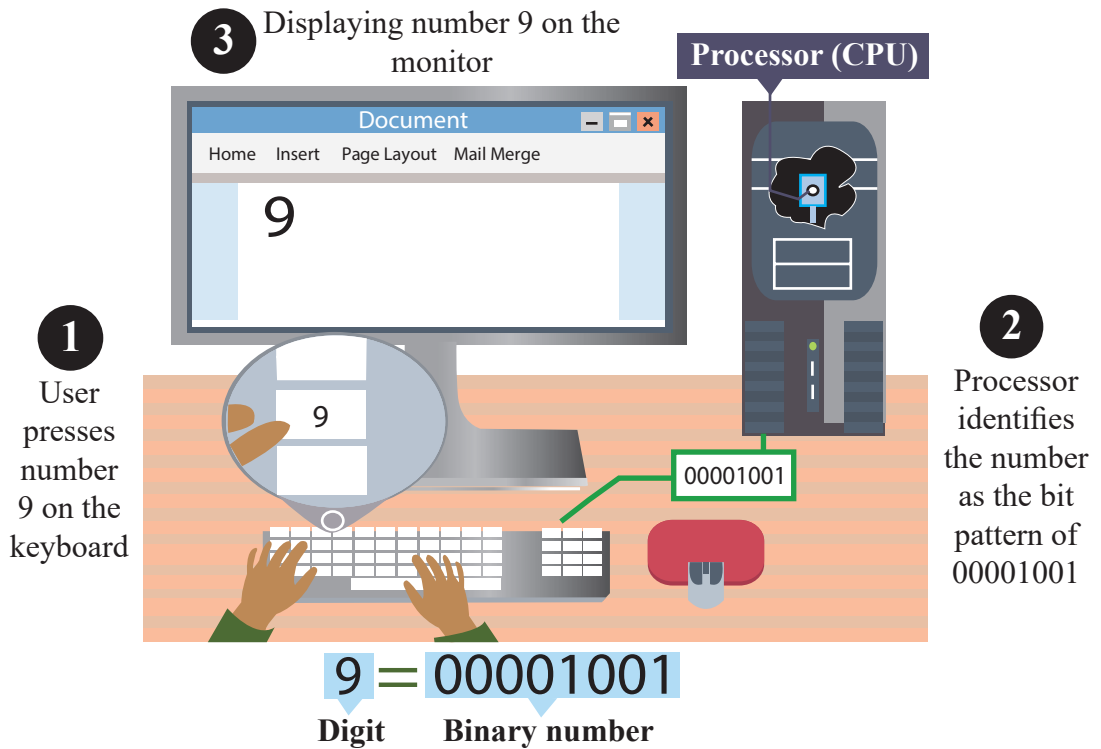 3
Displaying number 9 on the
monitor
Processor (CPU)
Document
Home Insert Page Layout Mail Merge
9
1
User
presses
number
9 on the
keyboard
9
2
Processor
identifies
the number
as the bit
pattern of
00001001
00001001
9 = 00001001
Digit Binary number